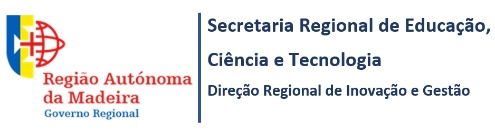 Região Autónoma
da Madeira
Governo Regional
Secretaria Regional de Educação,
Ciência e Tecnologia
Direção Regional de Inovação e Gestão